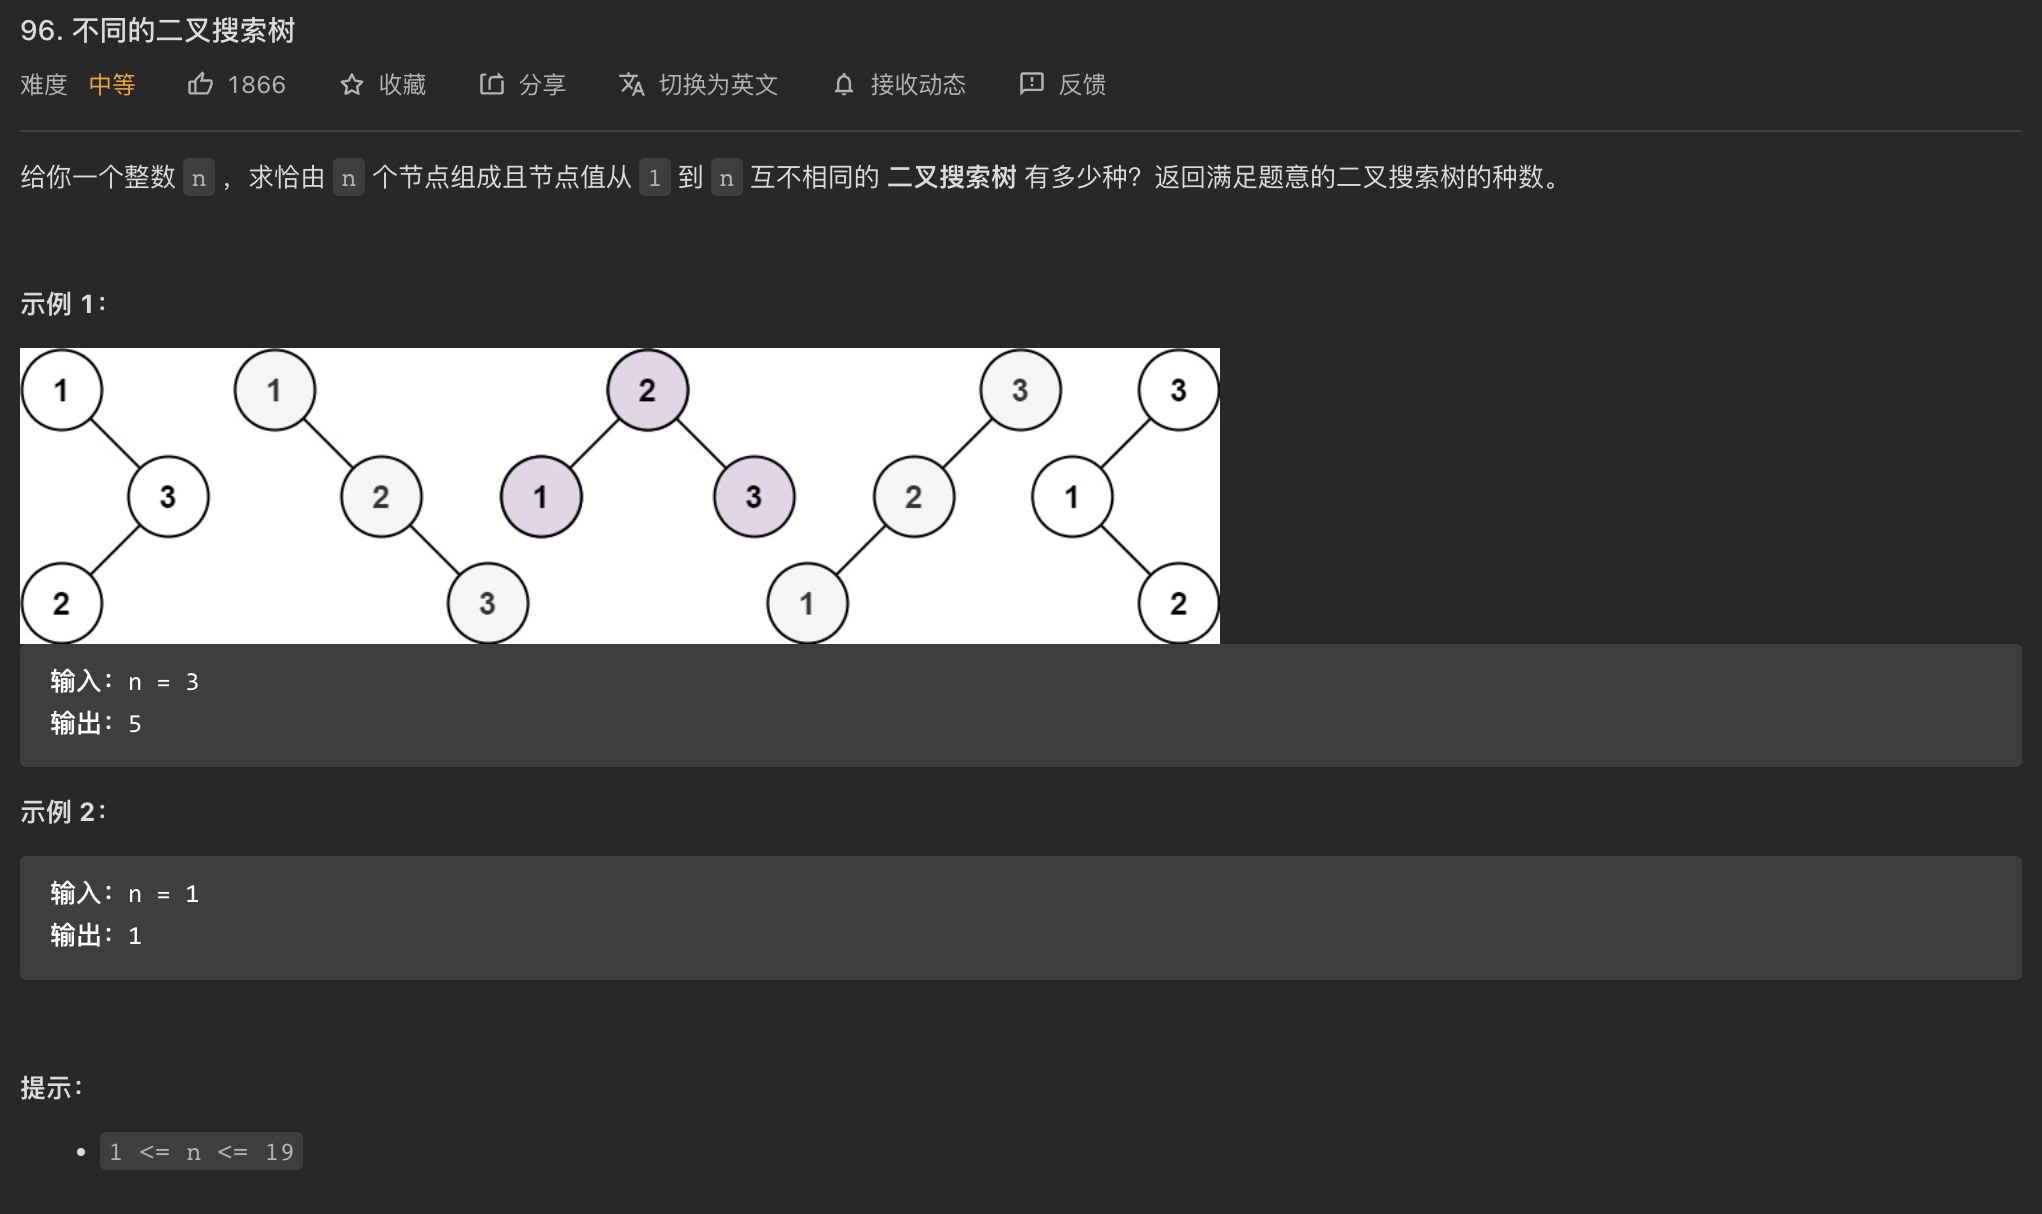 96. 不同的二叉搜索树
难度 中等 1866 收藏 分享 切换为英文 接收动态 反馈
给你一个整数 n ，求恰由 n 个节点组成且节点值从 1 到 n 互不相同的 二叉搜索树 有多少种？返回满足题意的二叉搜索树的种数。
示例 1：
1 1 2 3 3
3 2 1 3 2 1
2 3 1 2
输入：n = 3
输出：5
示例 2：
输入：n = 1
输出：1
提示：
1 <= n <= 19